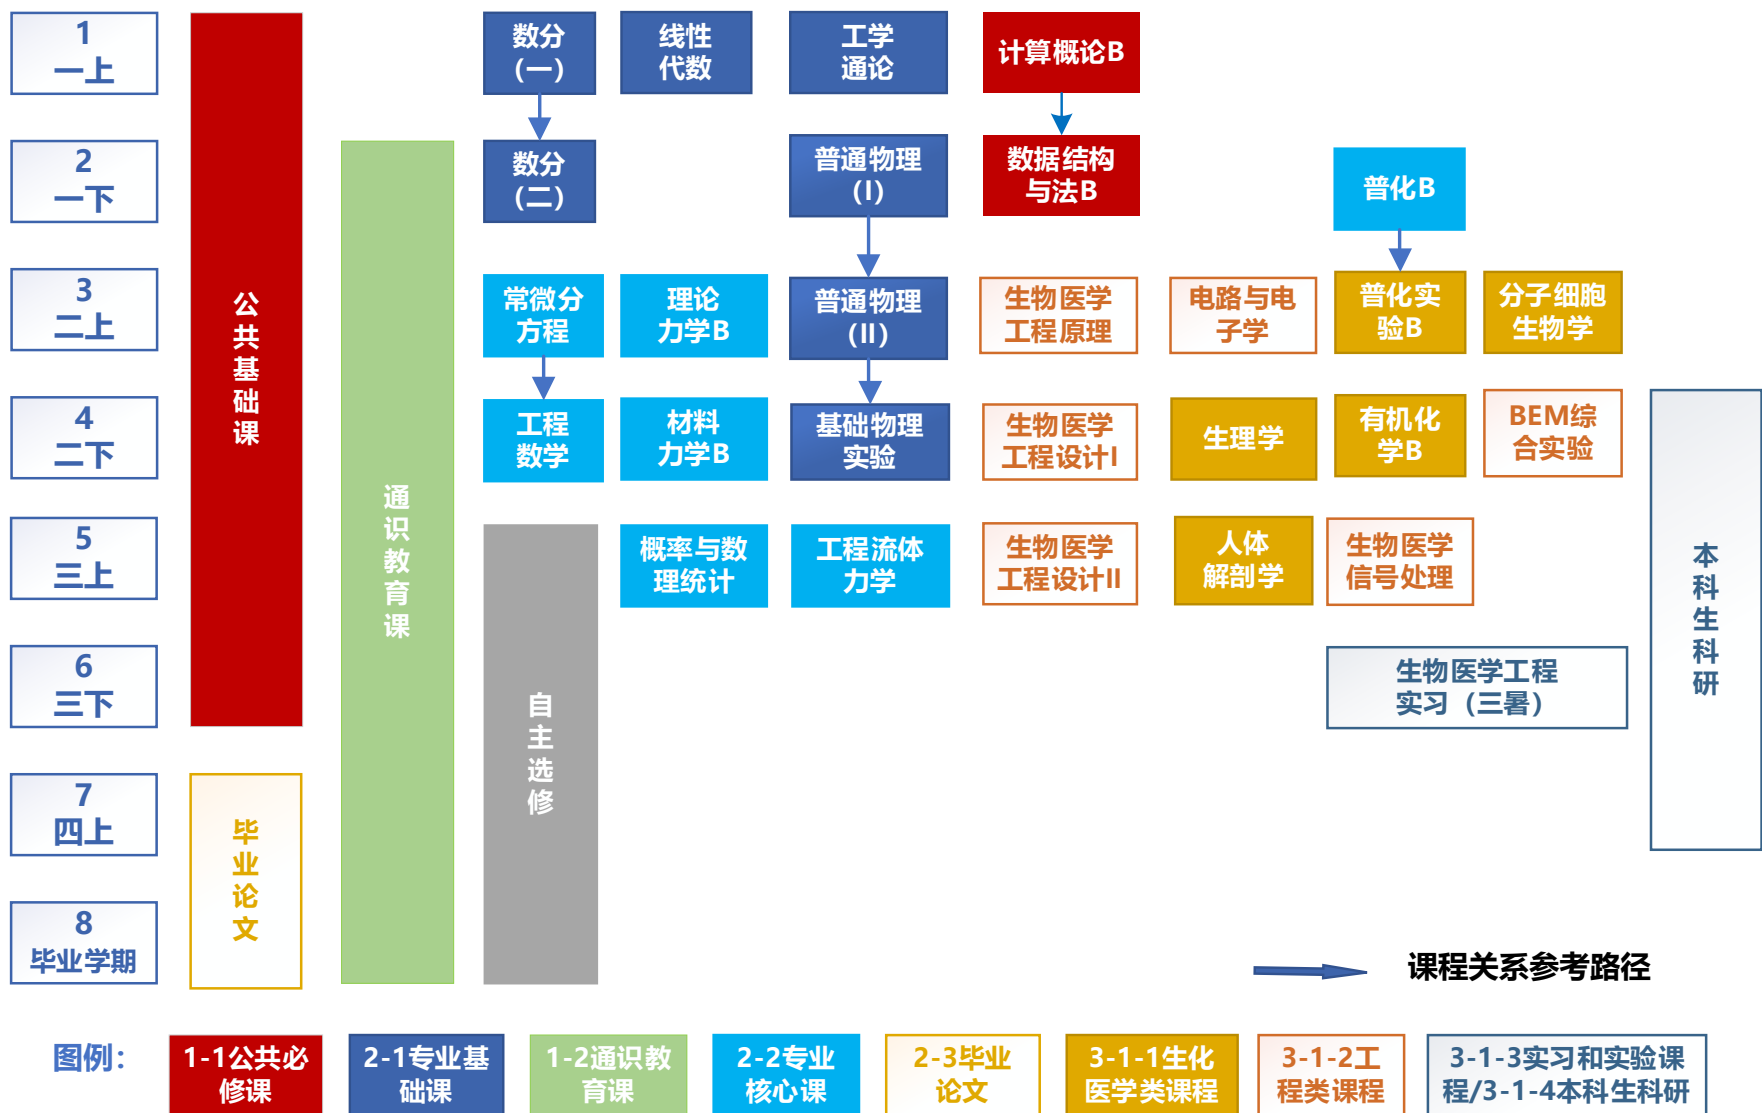 1
一上
数分
（一）
线性
代数
工学
通论
计算概论B
2
一下
数分
（二）
普通物理
（I）
数据结构
与法B
普化B
3
二上
常微分
方程
理论
力学B
普通物理
（II）
生物医学
工程原理
电路与电
子学
普化实
验B
分子细胞
生物学
4
二下
工程
数学
材料
力学B
基础物理
实验
生物医学
工程设计I
生理学
有机化
学B
BEM综
合实验
5
三上
概率与数
理统计
工程流体
力学
生物医学
工程设计II
人体
解剖学
生物医学
信号处理
6
三下
生物医学工程
实习（三暑）
7
四上
8
毕业学期
公共基础课
通识教育课
自主选修
毕业论文
本科生科研
课程关系参考路径
图例：
1-1公共必
修课
2-1专业基
础课
1-2通识教
育课
2-2专业
核心课
2-3毕业
论文
3-1-1生化
医学类课程
3-1-2工
程类课程
3-1-3实习和实验课
程/3-1-4本科生科研